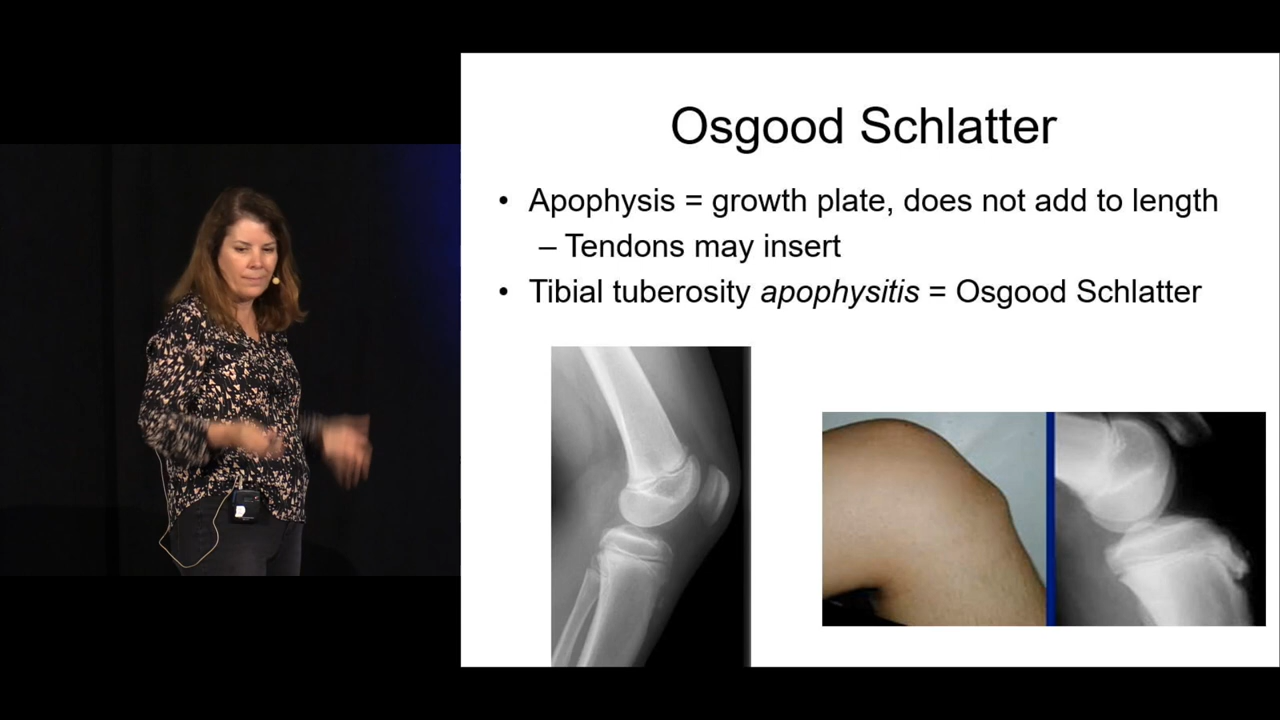 Osgood Schlatter
• Apophysis = growth plate, does not add to length
– Tendons may insert
• Tibial tuberosity apophysitis = Osgood Schlatter